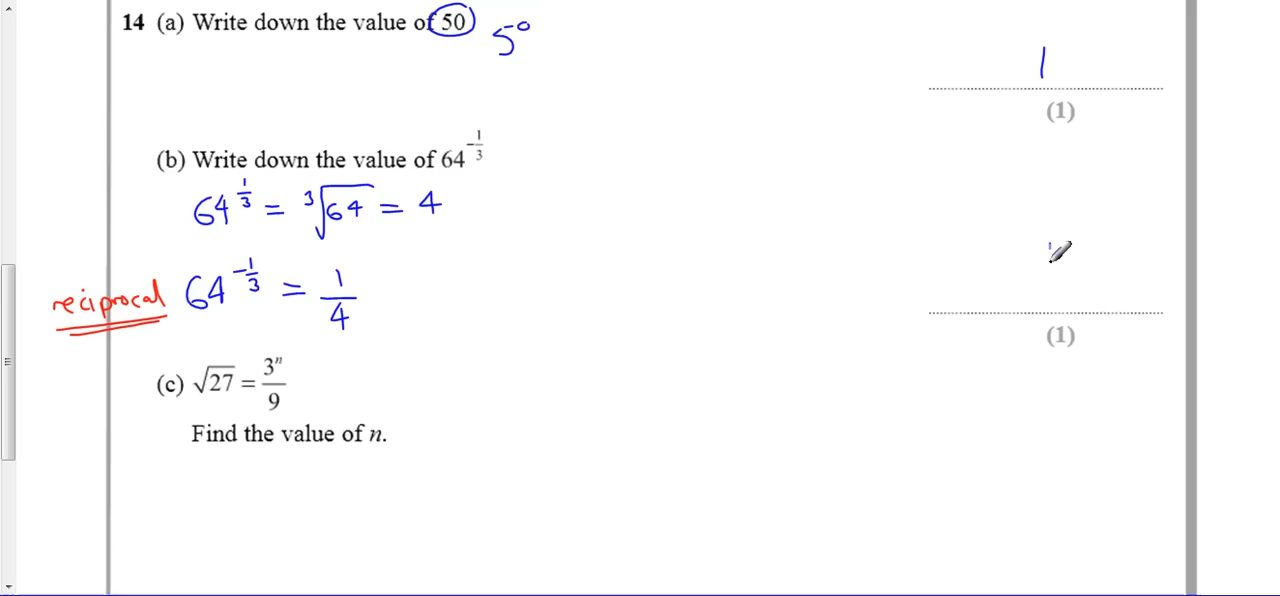 14 (a) Write down the value of 50 5⁰
1
(1)
(b) Write down the value of 64^{-1/3}
64^{1/3} = ∛64 = 4
reciprocal 64^{-1/3} = 1/4
(1)
(c) √27 = 3ⁿ/9
Find the value of n.